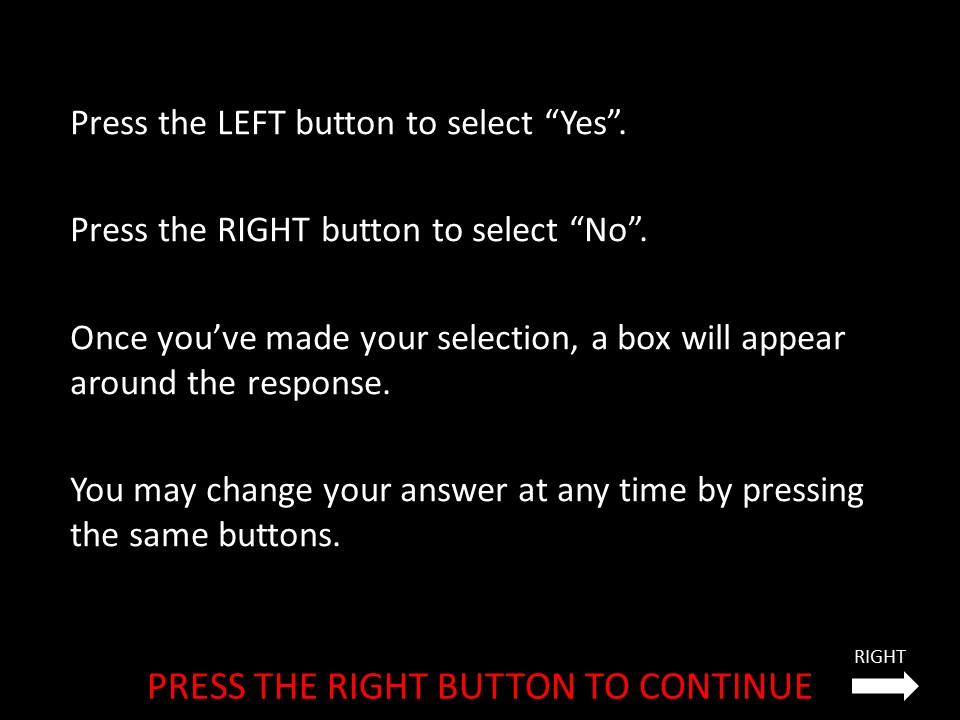 Press the LEFT button to select “Yes”.
Press the RIGHT button to select “No”.
Once you’ve made your selection, a box will appear
around the response.
You may change your answer at any time by pressing
the same buttons.
RIGHT
PRESS THE RIGHT BUTTON TO CONTINUE